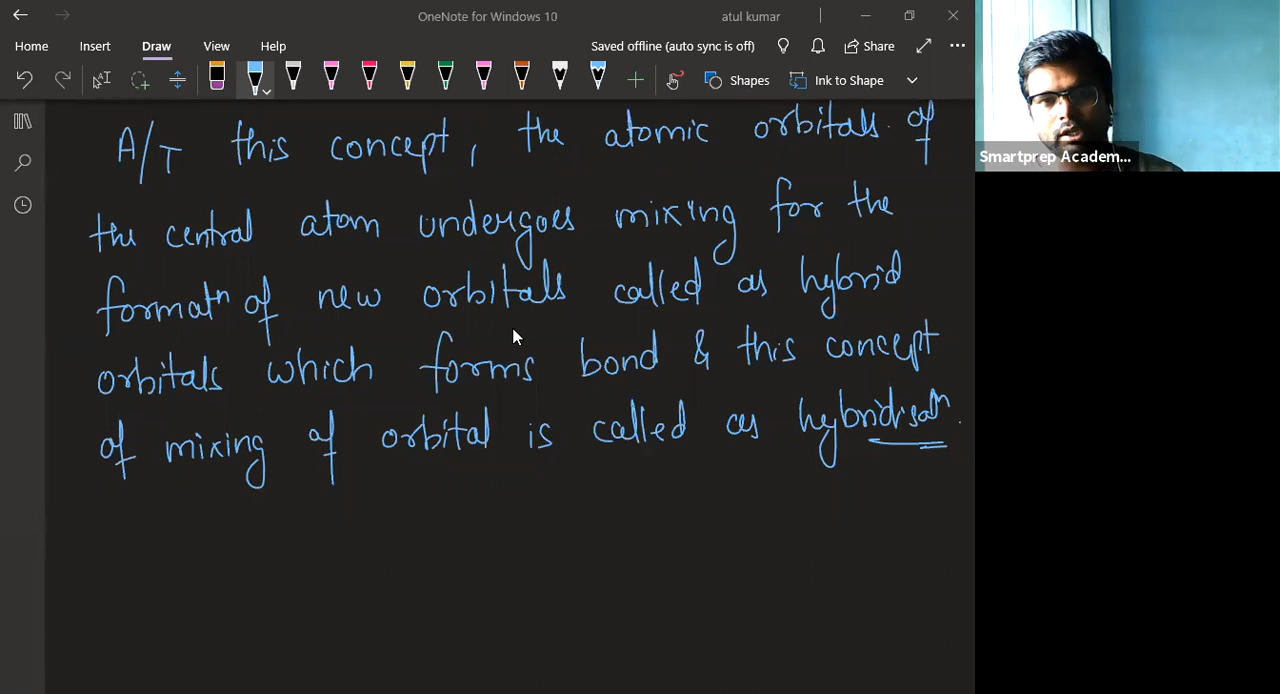 OneNote for Windows 10
atul kumar
Home Insert Draw View Help
Saved offline (auto sync is off)
Share
Shapes
Ink to Shape
Smartprep Academ...
A/T this concept, the atomic orbitals of
the central atom undergoes mixing for the
formatn of new orbitals called as hybrid
orbitals which forms bond & this concept
of mixing of orbital is called as hybridisatn.